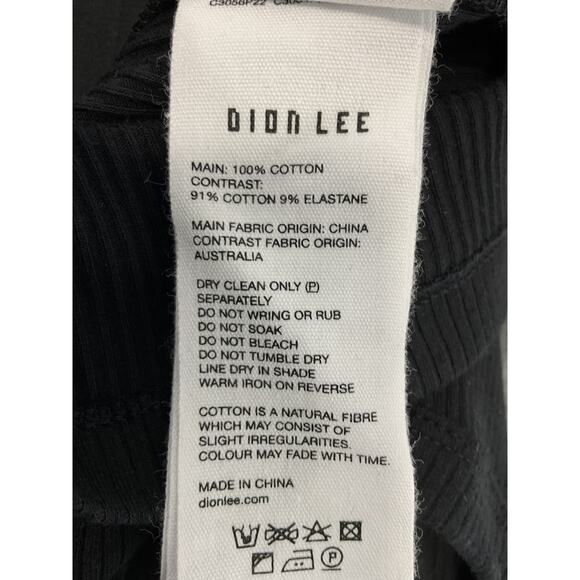 C3058P22
DION LEE
MAIN: 100% COTTON
CONTRAST:
91% COTTON 9% ELASTANE
MAIN FABRIC ORIGIN: CHINA
CONTRAST FABRIC ORIGIN:
AUSTRALIA
DRY CLEAN ONLY (P)
SEPARATELY
DO NOT WRING OR RUB
DO NOT SOAK
DO NOT BLEACH
DO NOT TUMBLE DRY
LINE DRY IN SHADE
WARM IRON ON REVERSE
COTTON IS A NATURAL FIBRE
WHICH MAY CONSIST OF
SLIGHT IRREGULARITIES.
COLOUR MAY FADE WITH TIME.
MADE IN CHINA
dionlee.com
P